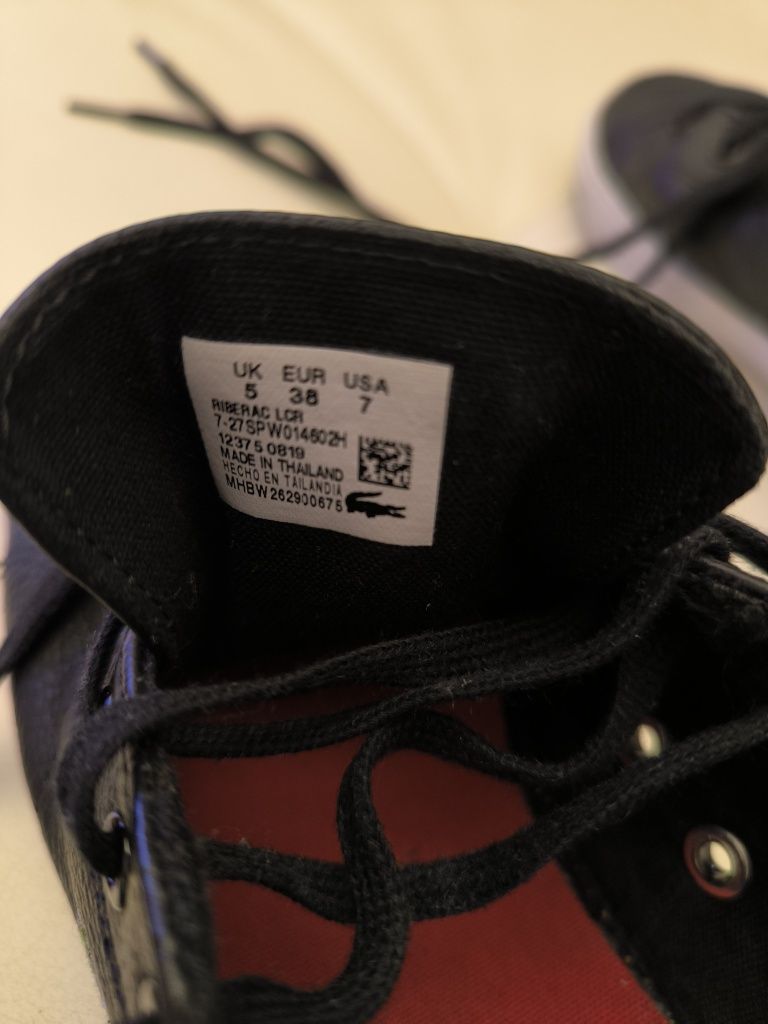 UK EUR USA
5 38 7
RIBERAC LCR
7-27SPW014602H
12375 0819
MADE IN THAILAND
HECHO EN TAILANDIA
MHBW262900675